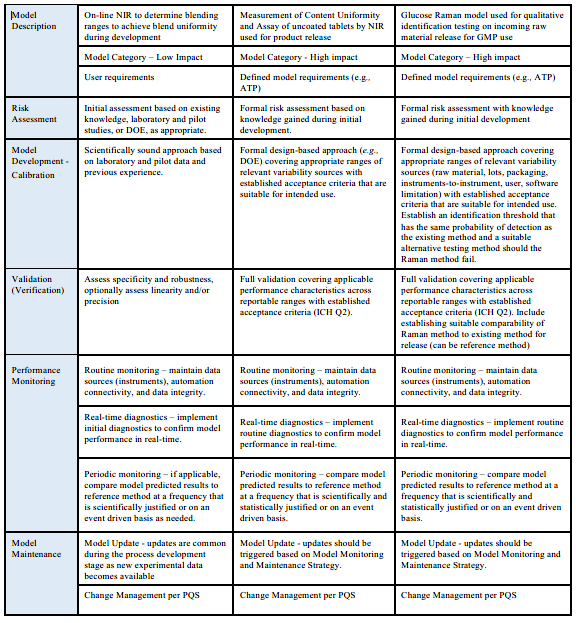 Model
Description
On-line NIR to determine blending
ranges to achieve blend uniformity
during development
Measurement of Content Uniformity
and Assay of uncoated tablets by NIR
used for product release
Glucose Raman model used for qualitative
identification testing on incoming raw
material release for GMP use
Model Category – Low Impact
Model Category - High impact
Model Category – High impact
User requirements
Defined model requirements (e.g.,
ATP)
Defined model requirements (e.g., ATP)
Risk
Assessment
Initial assessment based on existing
knowledge, laboratory and pilot
studies, or DOE, as appropriate.
Formal risk assessment based on
knowledge gained during initial
development.
Formal risk assessment with knowledge
gained during initial development
Model
Development -
Calibration
Scientifically sound approach based
on laboratory and pilot data and
previous experience.
Formal design-based approach (e.g.,
DOE) covering appropriate ranges of
relevant variability sources with
established acceptance criteria that are
suitable for intended use.
Formal design-based approach covering
appropriate ranges of relevant variability
sources (raw material, lots, packaging,
instruments-to-instrument, user, software
limitation) with established acceptance
criteria that are suitable for intended use.
Establish an identification threshold that
has the same probability of detection as
the existing method and a suitable
alternative testing method should the
Raman method fail.
Validation
(Verification)
Assess specificity and robustness,
optionally assess linearity and/or
precision
Full validation covering applicable
performance characteristics across
reportable ranges with established
acceptance criteria (ICH Q2).
Full validation covering applicable
performance characteristics across
reportable ranges with established
acceptance criteria (ICH Q2). Include
establishing suitable comparability of
Raman method to existing method for
release (can be reference method)
Performance
Monitoring
Routine monitoring – maintain data
sources (instruments), automation
connectivity, and data integrity.
Routine monitoring – maintain data
sources (instruments), automation
connectivity, and data integrity.
Routine monitoring – maintain data
sources (instruments), automation
connectivity, and data integrity.
Real-time diagnostics – implement
initial diagnostics to confirm model
performance in real-time.
Real-time diagnostics – implement
routine diagnostics to confirm model
performance in real-time.
Real-time diagnostics – implement routine
diagnostics to confirm model performance
in real-time.
Periodic monitoring – if applicable,
compare model predicted results to
reference method at a frequency that
is scientifically justified or on an
event driven basis as needed.
Periodic monitoring – compare model
predicted results to reference method
at a frequency that is scientifically and
statistically justified or on an event
driven basis.
Periodic monitoring – compare model
predicted results to reference method at a
frequency that is scientifically and
statistically justified or on an event driven
basis.
Model
Maintenance
Model Update - updates are common
during the process development
stage as new experimental data
becomes available
Model Update - updates should be
triggered based on Model Monitoring
and Maintenance Strategy.
Model Update - updates should be
triggered based on Model Monitoring and
Maintenance Strategy.
Change Management per PQS
Change Management per PQS
Change Management per PQS